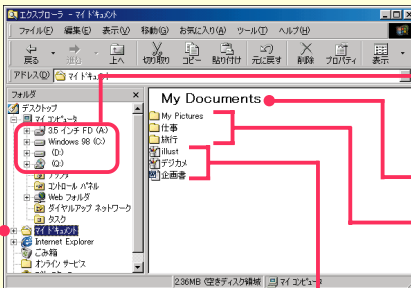 エクスプローラ - マイ ドキュメント
ファイル(F) 編集(E) 表示(V) 移動(G) お気に入り(A) ツール(T) ヘルプ(H)
戻る 進む 上へ 切り取り コピー 貼り付け 元に戻す 削除 プロパティ 表示
アドレス(D) マイ ドキュ
フォルダ
デスクトップ
マイ コンピュータ
3.5 インチ FD (A:)
Windows 98 (C:)
(D:)
(Q:)
プリンタ
コントロール パネル
Web フォルダ
ダイヤルアップ ネットワーク
タスク
マイ ドキュメント
Internet Explorer
ごみ箱
オンライン サービス
My Documents
My Pictures
仕事
旅行
illust
デジカメ
企画書
2.36MB (空きディスク領域 マイ コンピュータ